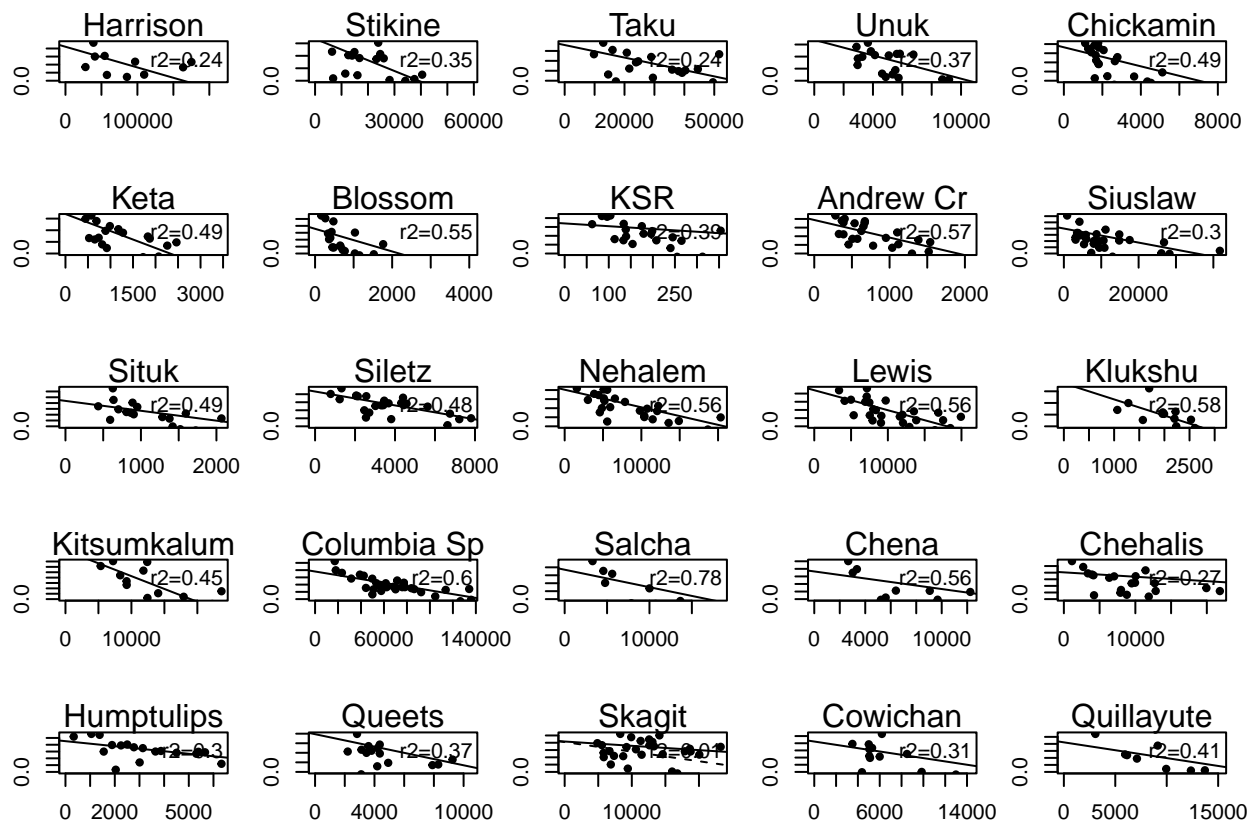 Harrison Stikine Taku Unuk Chickamin
r2=0.24 r2=0.35 r2=0.24 r2=0.37 r2=0.49
0.0 0.0 0.0 0.0 0.0
0 100000 0 30000 60000 0 20000 50000 0 4000 10000 0 4000 8000
Keta Blossom KSR Andrew Cr Siuslaw
r2=0.49 r2=0.55 r2=0.39 r2=0.57 r2=0.3
0.0 0.0 0.0 0.0 0.0
0 1500 3000 0 2000 4000 0 100 250 0 1000 2000 0 20000
Situk Siletz Nehalem Lewis Klukshu
r2=0.49 r2=0.48 r2=0.56 r2=0.56 r2=0.58
0.0 0.0 0.0 0.0 0.0
0 1000 2000 0 4000 8000 0 10000 0 10000 0 1000 2500
Kitsumkalum Columbia Sp Salcha Chena Chehalis
r2=0.45 r2=0.6 r2=0.78 r2=0.56 r2=0.27
0.0 0.0 0.0 0.0 0.0
0 10000 0 60000 140000 0 10000 0 4000 10000 0 10000
Humptulips Queets Skagit Cowichan Quillayute
r2=0.3 r2=0.37 r2=0.01 r2=0.31 r2=0.41
0.0 0.0 0.0 0.0 0.0
0 2000 5000 0 4000 8000 0 10000 0 6000 14000 0 5000 15000